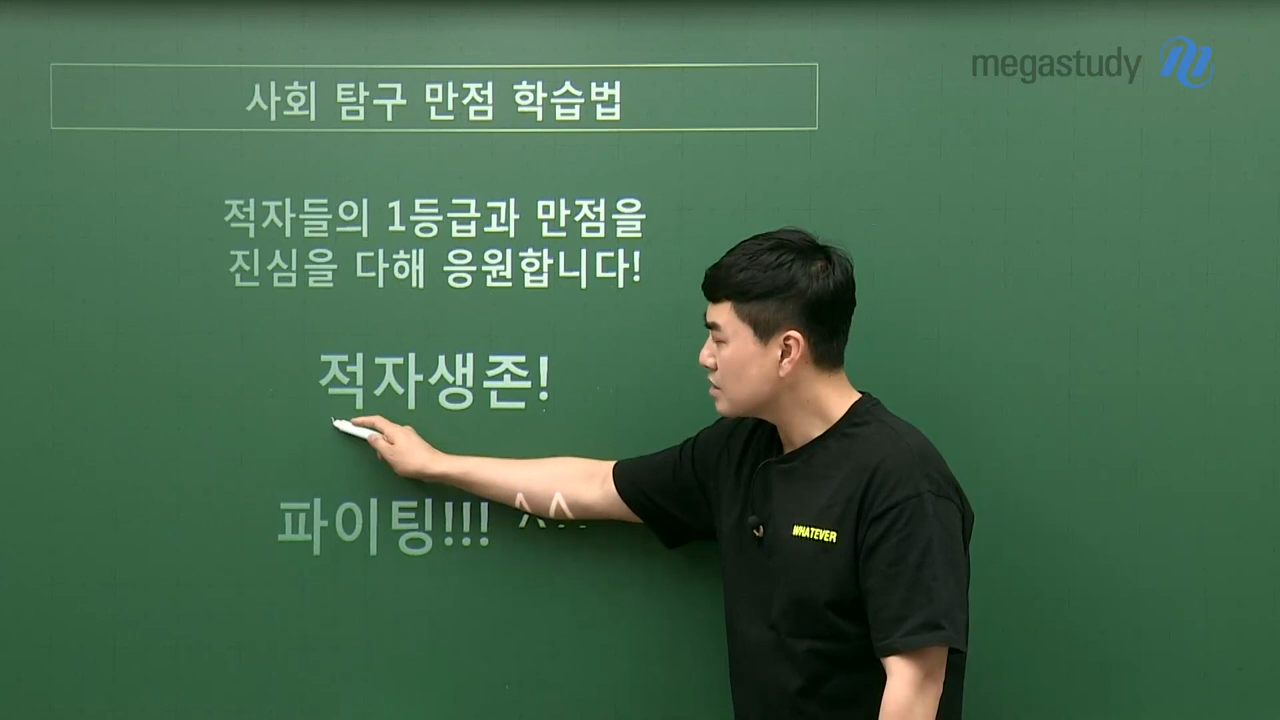 megastudy
사회 탐구 만점 학습법
적자들의 1등급과 만점을
진심을 다해 응원합니다!
적자생존!
파이팅!!! ^^
WHATEVER